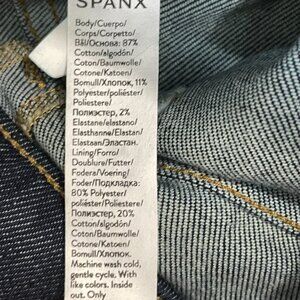 SPANX
Body/Cuerpo/
Corps/Corpetto/
Bål/Основа: 87%
Cotton/algodón/
Coton/Baumwolle/
Cotone/Katoen/
Bomull/Хлопок, 11%
Polyester/poliéster/
Poliestere/
Полиэстер, 2%
Elastane/elastano/
Elasthanne/Elastan/
Elastaan/Эластан.
Lining/Forro/
Doublure/Futter/
Fodera/Voering/
Foder/Подкладка:
80% Polyester/
poliéster/Poliestere/
Полиэстер, 20%
Cotton/algodón/
Coton/Baumwolle/
Cotone/Katoen/
Bomull/Хлопок.
Machine wash cold,
gentle cycle. With
like colors. Inside
out. Only